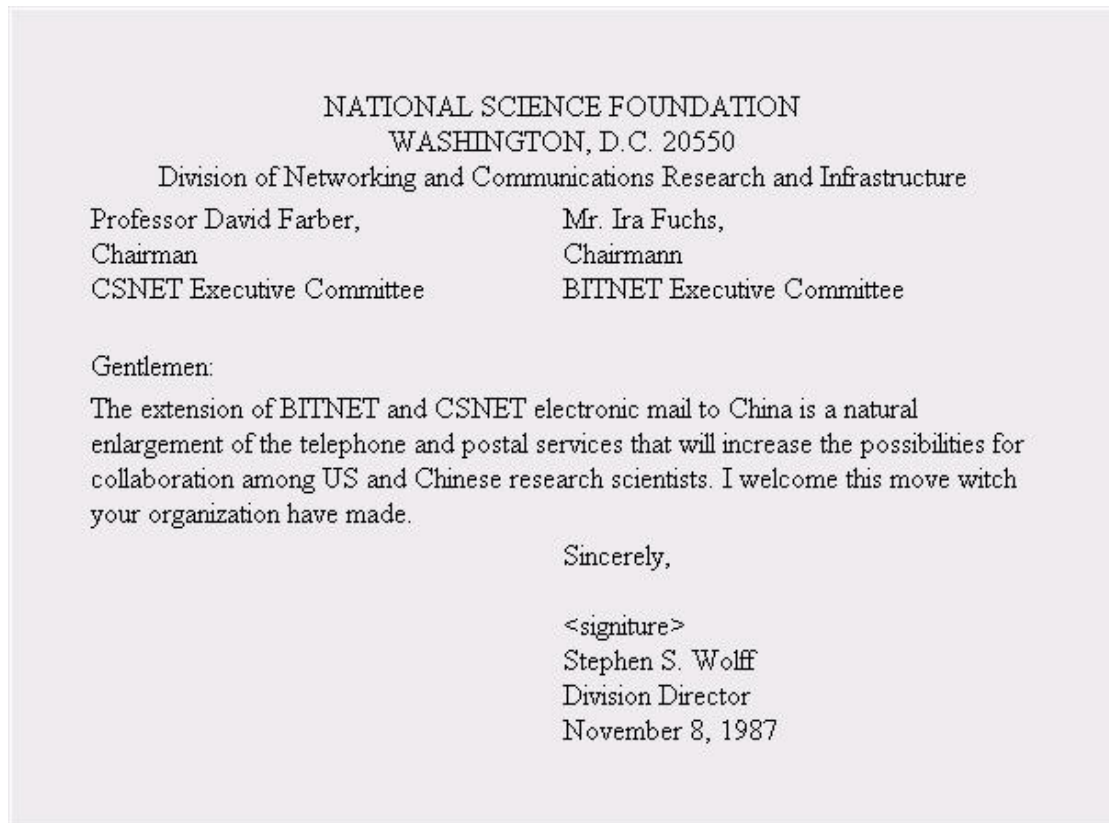 NATIONAL SCIENCE FOUNDATION
WASHINGTON, D.C. 20550
Division of Networking and Communications Research and Infrastructure
Professor David Farber,
Chairman
CSNET Executive Committee
Mr. Ira Fuchs,
Chairmann
BITNET Executive Committee
Gentlemen:
The extension of BITNET and CSNET electronic mail to China is a natural
enlargement of the telephone and postal services that will increase the possibilities for
collaboration among US and Chinese research scientists. I welcome this move witch
your organization have made.
Sincerely,
<signiture>
Stephen S. Wolff
Division Director
November 8, 1987